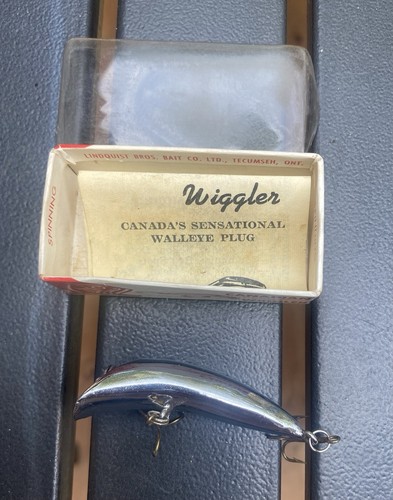 LINDQUIST BROS. BAIT CO. LTD., TECUMSEH, ONT.
SPINNING
Wiggler
CANADA'S SENSATIONAL
WALLEYE PLUG